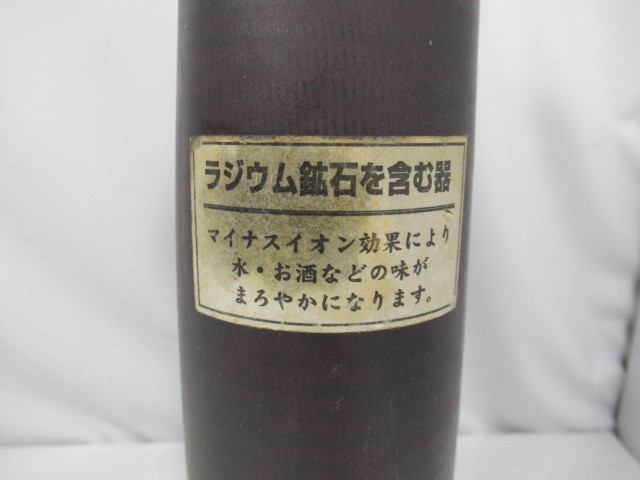 ラジウム鉱石を含む器
マイナスイオン効果により
水・お酒などの味が
まろやかになります。